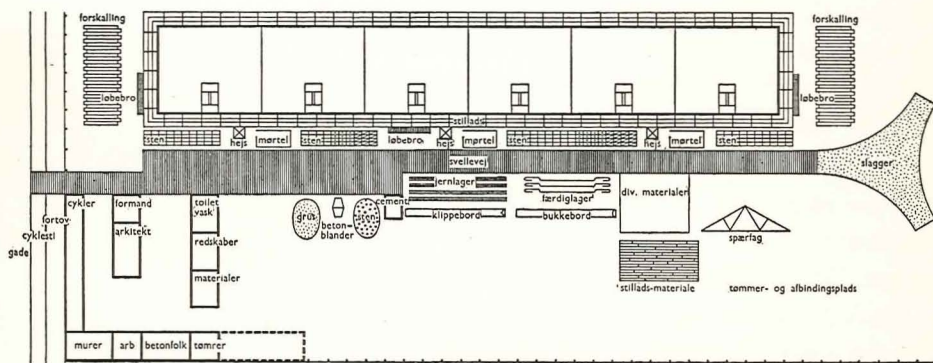 forskalling
forskalling
løbebro
løbebro
stillads
sten
hejs
mørtel
sten
løbebro
hejs
mørtel
sten
hejs
mørtel
sten
svellevej
slagger
cykler
formand
toilet
vask
cement
jernlager
færdiglager
div. materialer
fortov
cyklesti
gade
arkitekt
redskaber
materialer
grus
beton-
blander
sten
klippebord
bukkebord
spærfag
stillads-materiale
tømmer- og afbindingsplads
murer
arb
betonfolk
tømrer